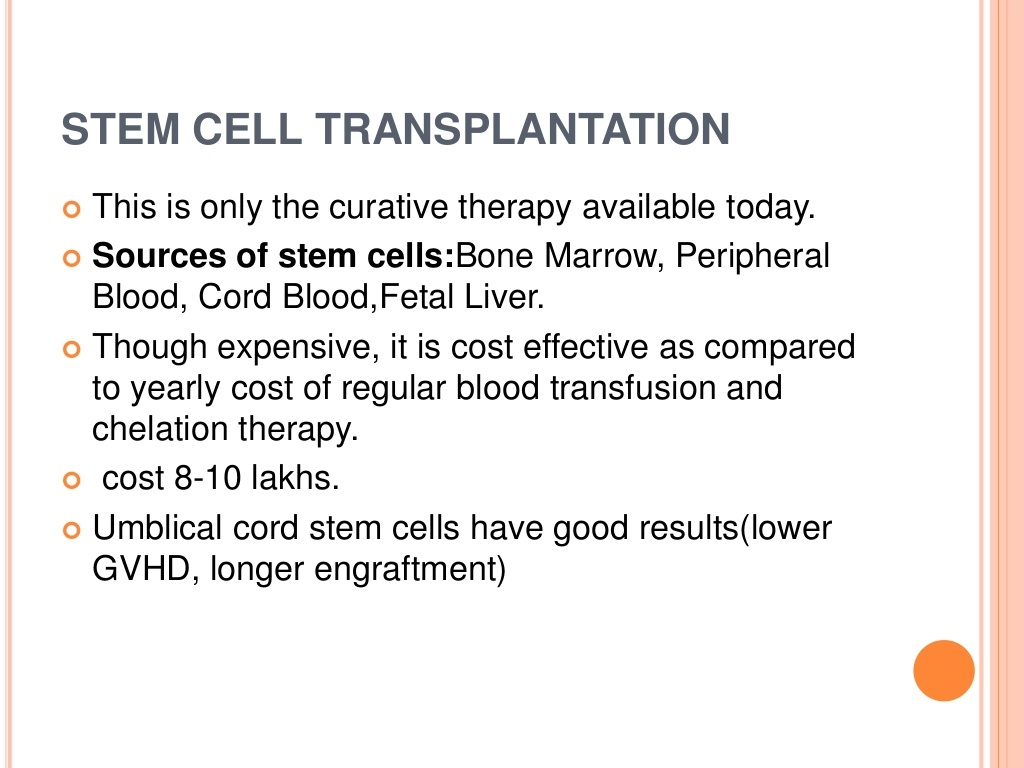 STEM CELL TRANSPLANTATION
This is only the curative therapy available today.
Sources of stem cells:Bone Marrow, Peripheral
Blood, Cord Blood,Fetal Liver.
Though expensive, it is cost effective as compared
to yearly cost of regular blood transfusion and
chelation therapy.
cost 8-10 lakhs.
Umblical cord stem cells have good results(lower
GVHD, longer engraftment)